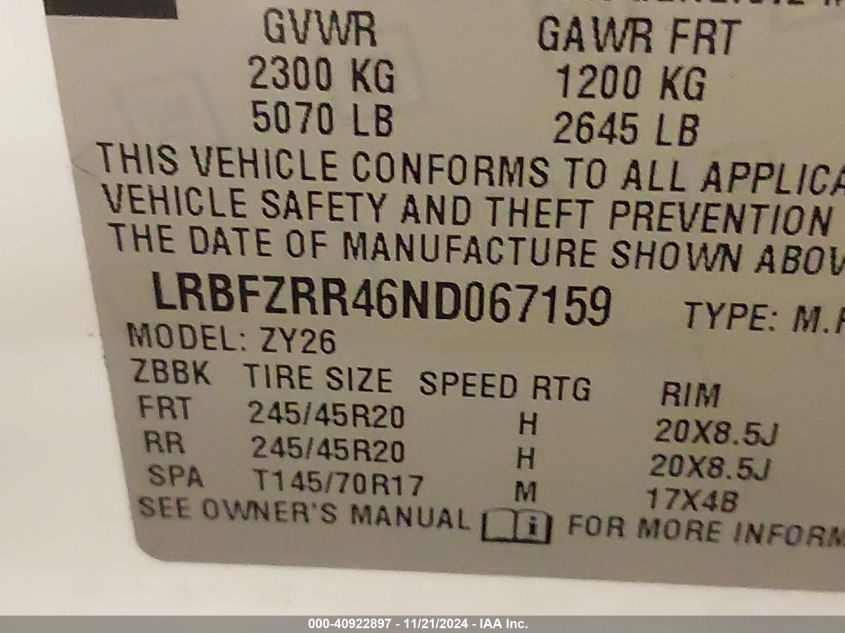 GVWR GAWR FRT
2300 KG 1200 KG
5070 LB 2645 LB
THIS VEHICLE CONFORMS TO ALL APPLICA
VEHICLE SAFETY AND THEFT PREVENTION
THE DATE OF MANUFACTURE SHOWN ABOV
LRBFZRR46ND067159 TYPE: M.P
MODEL: ZY26
ZBBK TIRE SIZE SPEED RTG RIM
FRT 245/45R20 H 20X8.5J
RR 245/45R20 H 20X8.5J
SPA T145/70R17 M 17X4B
SEE OWNER'S MANUAL i FOR MORE INFORM
000-40922897 - 11/21/2024 - IAA Inc.